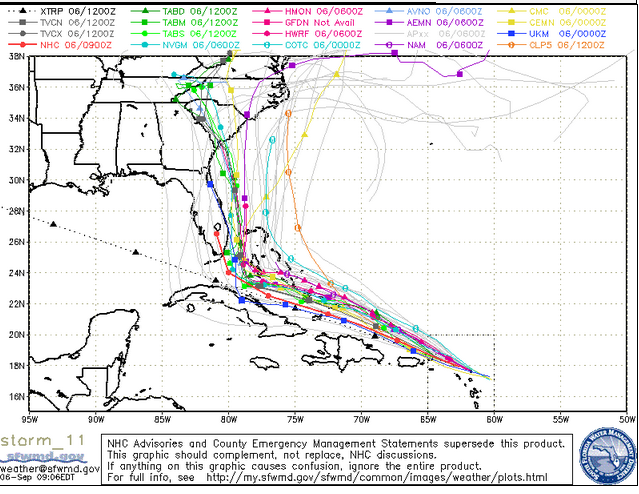 XTRP 06/1200Z TABD 06/1200Z HMON 06/0600Z AVNO 06/0600Z CMC 06/0000Z
TVCN 06/1200Z TABM 06/1200Z GFDN Not Avail AEMN 06/0600Z CEMN 06/0000Z
TVCX 06/1200Z TABS 06/1200Z HWRF 06/0600Z APxx 06/0600Z UKM 06/0000Z
NHC 06/0900Z NVGM 06/0600Z COTC 06/0000Z NAM 06/0600Z CLP5 06/1200Z
38N
36N
34N
32N
30N
28N
26N
24N
22N
20N
18N
16N
95W 90W 85W 80W 75W 70W 65W 60W 55W 50W
storm_11
sfwmd.gov
weather@sfwmd.gov
06-Sep 09:06EDT
NHC Advisories and County Emergency Management Statements supersede this product.
This graphic should complement, not replace, NHC discussions.
If anything on this graphic causes confusion, ignore the entire product.
For full info, see http://my.sfwmd.gov/sfwmd/common/images/weather/plots.html